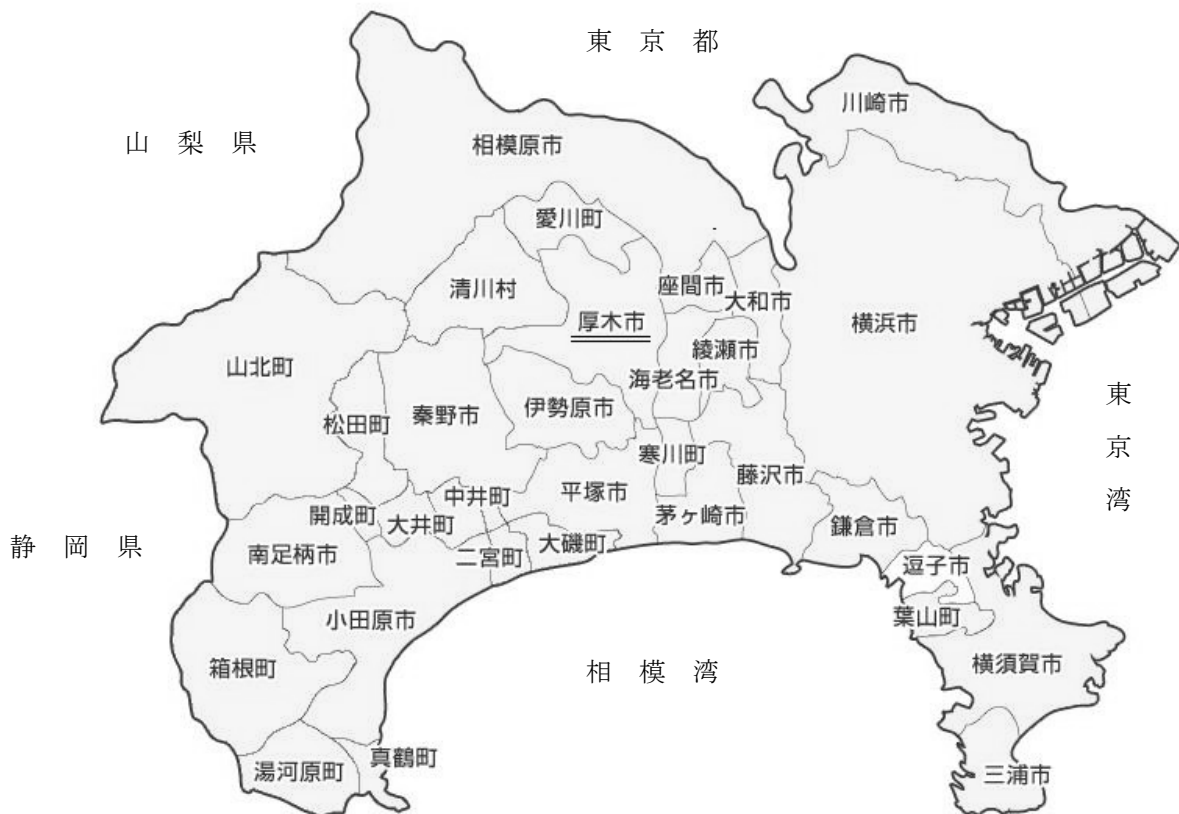 東京都
川崎市
山梨県
相模原市
愛川町
清川村
座間市
大和市
厚木市
横浜市
綾瀬市
山北町
海老名市
伊勢原市
秦野市
松田町
東京湾
寒川町
藤沢市
平塚市
中井町
開成町
大井町
茅ヶ崎市
鎌倉市
静岡県
南足柄市
二宮町
大磯町
逗子市
小田原市
葉山町
箱根町
相模湾
横須賀市
真鶴町
湯河原町
三浦市